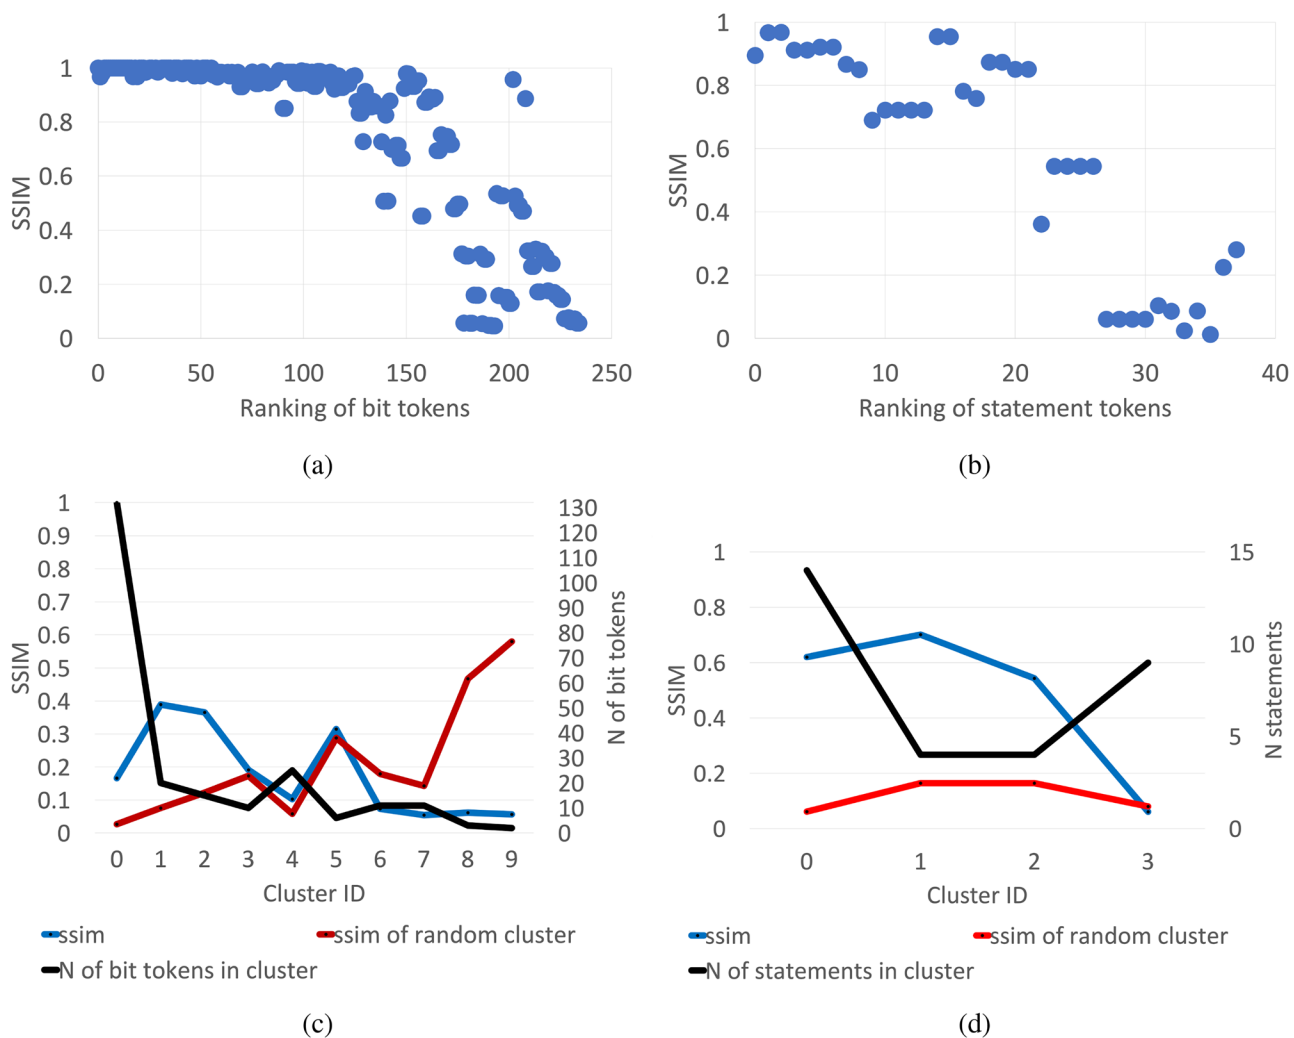 1
0.8
0.6
0.4
0.2
0
SSIM
0 50 100 150 200 250
Ranking of bit tokens
(a)
1
0.8
0.6
0.4
0.2
0
SSIM
0 10 20 30 40
Ranking of statement tokens
(b)
1
0.9
0.8
0.7
0.6
0.5
0.4
0.3
0.2
0.1
0
SSIM
130
120
110
100
90
80
70
60
50
40
30
20
10
0
N of bit tokens
0 1 2 3 4 5 6 7 8 9
Cluster ID
ssim
ssim of random cluster
N of bit tokens in cluster
(c)
1
0.8
0.6
0.4
0.2
0
SSIM
15
10
5
0
N statements
0 1 2 3
Cluster ID
ssim
ssim of random cluster
N of statements in cluster
(d)